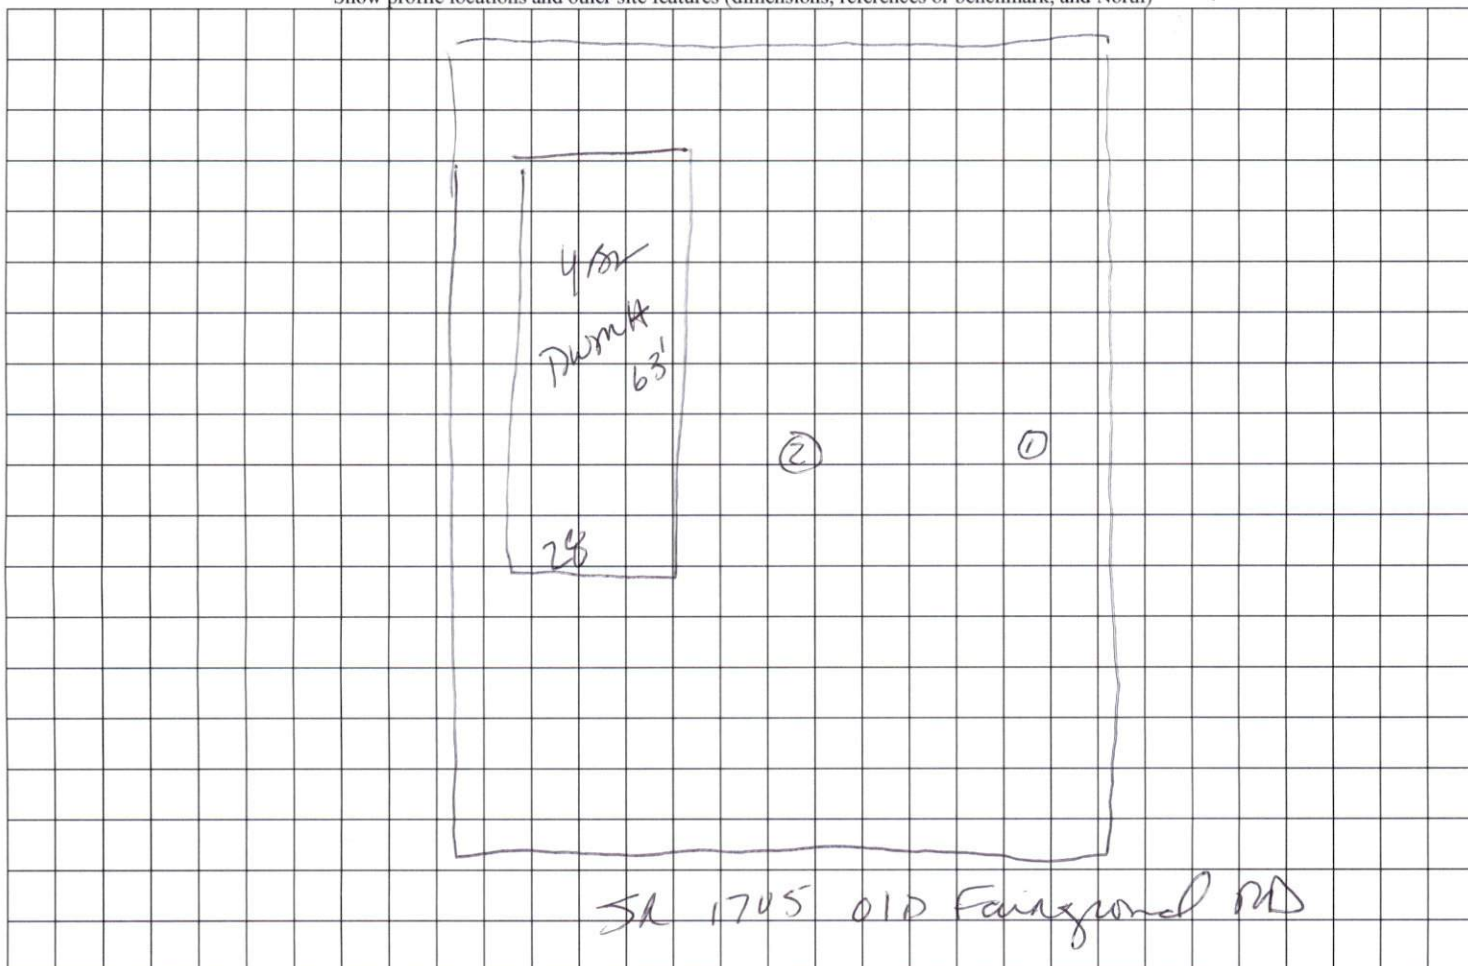 Show profile locations and other site features (dimensions, references or benchmark, and North)
4 BR
DWMH
63'
28
② ①
SR 1705 Old Fairground RD